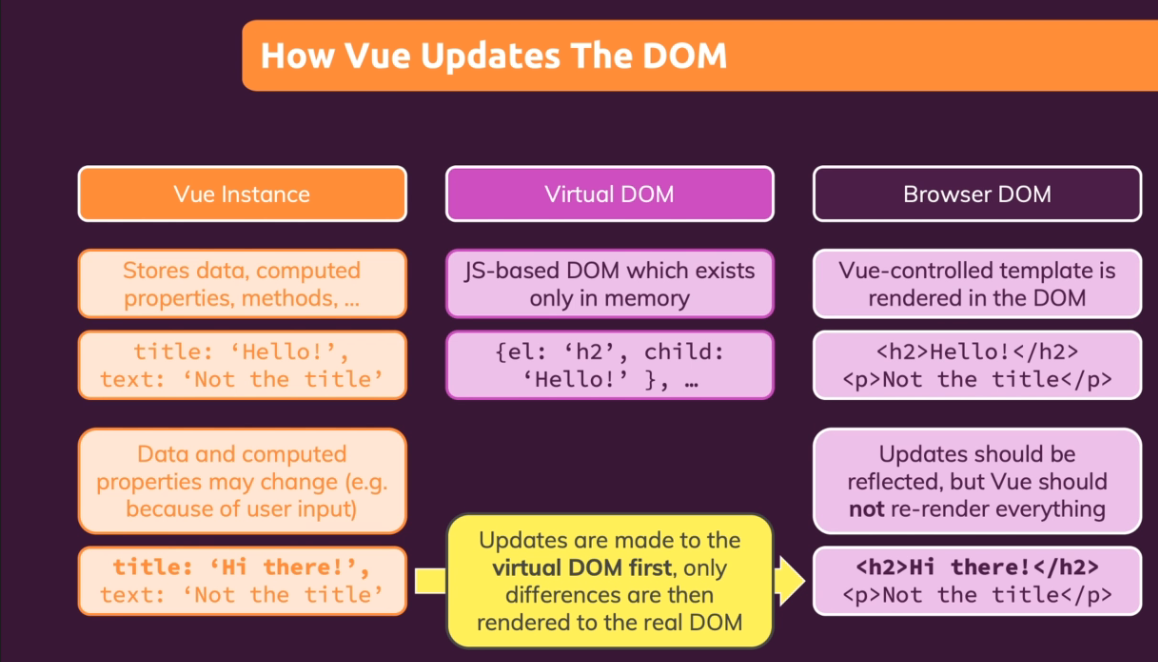 How Vue Updates The DOM
Vue Instance
Virtual DOM
Browser DOM
Stores data, computed
properties, methods, ...
JS-based DOM which exists
only in memory
Vue-controlled template is
rendered in the DOM
title: ‘Hello!’,
text: ‘Not the title’
{el: ‘h2’, child:
‘Hello!’ }, …
<h2>Hello!</h2>
<p>Not the title</p>
Data and computed
properties may change (e.g.
because of user input)
Updates should be
reflected, but Vue should
not re-render everything
title: ‘Hi there!’,
text: ‘Not the title’
Updates are made to the
virtual DOM first, only
differences are then
rendered to the real DOM
<h2>Hi there!</h2>
<p>Not the title</p>